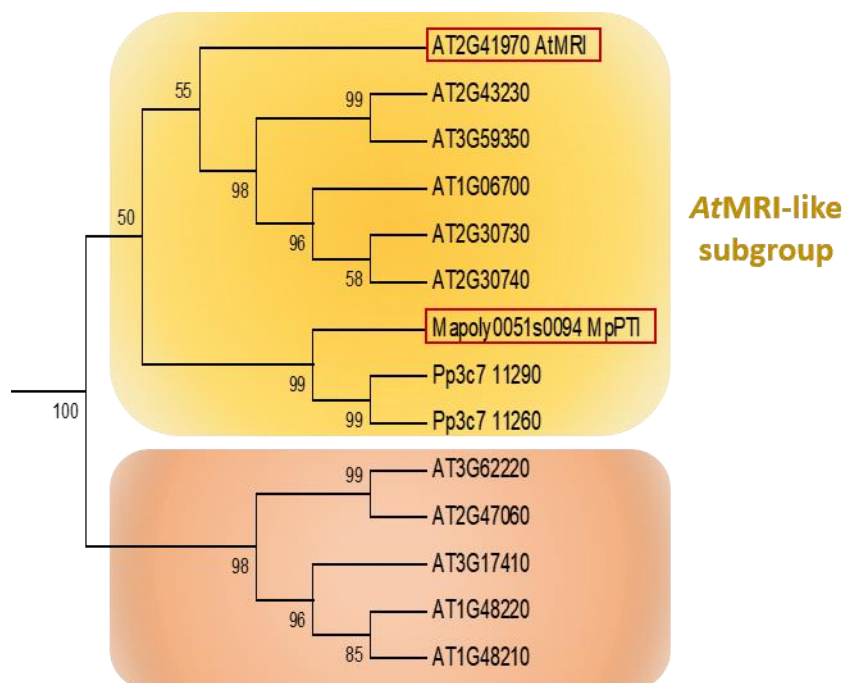 AT2G41970 AtMRI
55
99
AT2G43230
AT3G59350
98
AT1G06700
50
96
AT2G30730
58
AT2G30740
AtMRI-like
subgroup
Mapoly0051s0094 MpPTI
99
Pp3c7 11290
99
Pp3c7 11260
100
99
AT3G62220
AT2G47060
98
AT3G17410
96
AT1G48220
85
AT1G48210